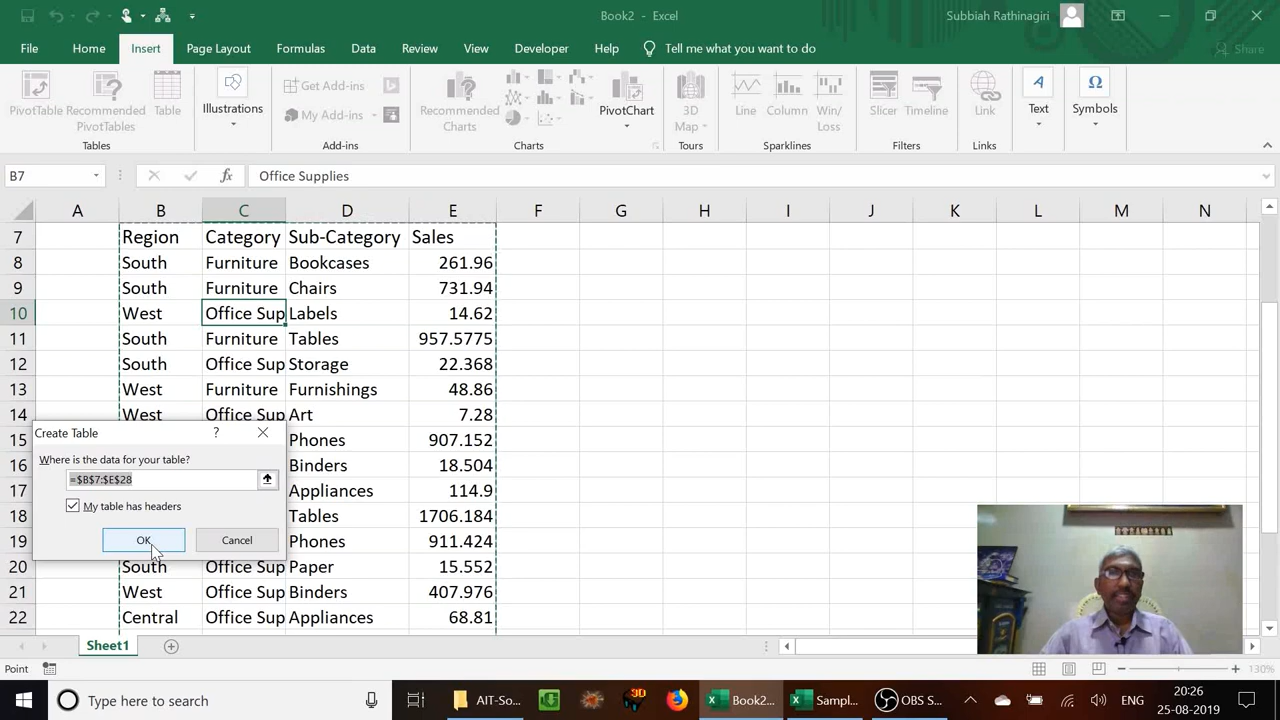 Book2 - Excel
Subbiah Rathinagiri
File Home Insert Page Layout Formulas Data Review View Developer Help Tell me what you want to do Share
PivotTable
Recommended
PivotTables
Table
Tables
Illustrations
Get Add-ins
My Add-ins
Add-ins
Recommended
Charts
PivotChart
Charts
3D
Map
Tours
Line
Column
Win/
Loss
Sparklines
Slicer
Timeline
Filters
Link
Links
Text
Symbols
B7 fx Office Supplies
A B C D E F G H I J K L M N
7 Region Category Sub-Category Sales
8 South Furniture Bookcases 261.96
9 South Furniture Chairs 731.94
10 West Office Sup Labels 14.62
11 South Furniture Tables 957.5775
12 South Office Sup Storage 22.368
13 West Furniture Furnishings 48.86
14 West Office Sup Art 7.28
15 Phones 907.152
16 Binders 18.504
17 Appliances 114.9
18 Tables 1706.184
19 Phones 911.424
20 South Office Sup Paper 15.552
21 West Office Sup Binders 407.976
22 Central Office Sup Appliances 68.81
Create Table ?
Where is the data for your table?
=$B$7:$E$28
My table has headers
OK Cancel
Sheet1
Point
130%
Type here to search
AIT-So...
3D
Book2...
Sampl...
OBS S...
ENG
20:26
25-08-2019